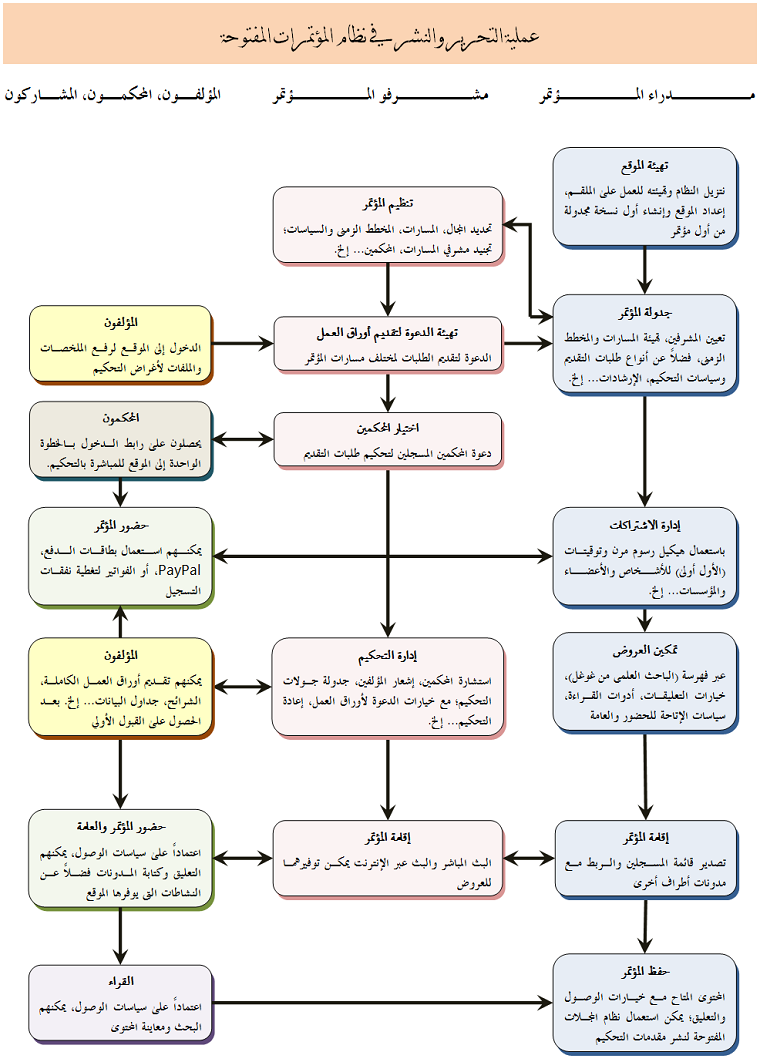 عملية التحرير والنشر في نظام المؤتمرات المفتوحة
مدراء المؤتمر
مشرفو المؤتمر
المؤلفون، المحكمون، المشاركون
تهيئة الموقع
تنزيل النظام وتهيئته للعمل على الملقم،
إعداد الموقع وإنشاء أول نسخة مجدولة
من أول مؤتمر
تنظيم المؤتمر
تحديد المجال، المسارات، المخطط الزمني والسياسات؛
تجنيد مشرفي المسارات، المحكمين... إلخ.
جدولة المؤتمر
تعيين المشرفين، تهيئة المسارات والمخطط
الزمني، فضلاً عن أنواع طلبات التقديم
وسياسات التحكيم، الإرشادات... إلخ.
تهيئة الدعوة لتقديم أوراق العمل
الدعوة لتقديم الطلبات لمختلف مسارات المؤتمر
المؤلفون
الدخول إلى الموقع لرفع الملخصات
والملفات لأغراض التحكيم
اختيار المحكمين
دعوة المحكمين المسجلين لتحكيم طلبات التقديم
المحكمون
يحصلون على رابط الدخول بالخطوة
الواحدة إلى الموقع للمباشرة بالتحكيم.
إدارة الاشتراكات
باستعمال هيكيل رسوم مرن وتوقيتات
(الأول أولى) للأشخاص والأعضاء
والمؤسسات... إلخ.
حضور المؤتمر
يمكنهم استعمال بطاقات الدفع،
PayPal، أو الفواتير لتغطية نفقات
التسجيل
تمكين العروض
عبر فهرسة (الباحث العلمي من غوغل)،
خيارات التعليقات، أدوات القراءة،
سياسات الإتاحة للحضور والعامة
إدارة التحكيم
استشارة المحكمين، إشعار المؤلفين، جدولة جولات
التحكيم؛ مع خيارات الدعوة لأوراق العمل، إعادة
التحكيم... إلخ.
المؤلفون
يمكنهم تقديم أوراق العمل الكاملة،
الشرائح، جداول البيانات... إلخ. بعد
الحصول على القبول الأولي
إقامة المؤتمر
تصدير قائمة المسجلين والربط مع
مدونات أطراف أخرى
إقامة المؤتمر
البث المباشر والبث عبر الإنترنت يمكن توفيرهما
للعروض
حضور المؤتمر والعامة
اعتماداً على سياسات الوصول، يمكنهم
التعليق وكتابة المدونات فضلاً عن
النشاطات التي يوفرها الموقع
حفظ المؤتمر
المحتوى المتاح مع خيارات الوصول
والتعليق؛ يمكن استعمال نظام المجلات
المفتوحة لنشر مقدمات التحكيم
القراء
اعتماداً على سياسات الوصول، يمكنهم
البحث ومعاينة المحتوى